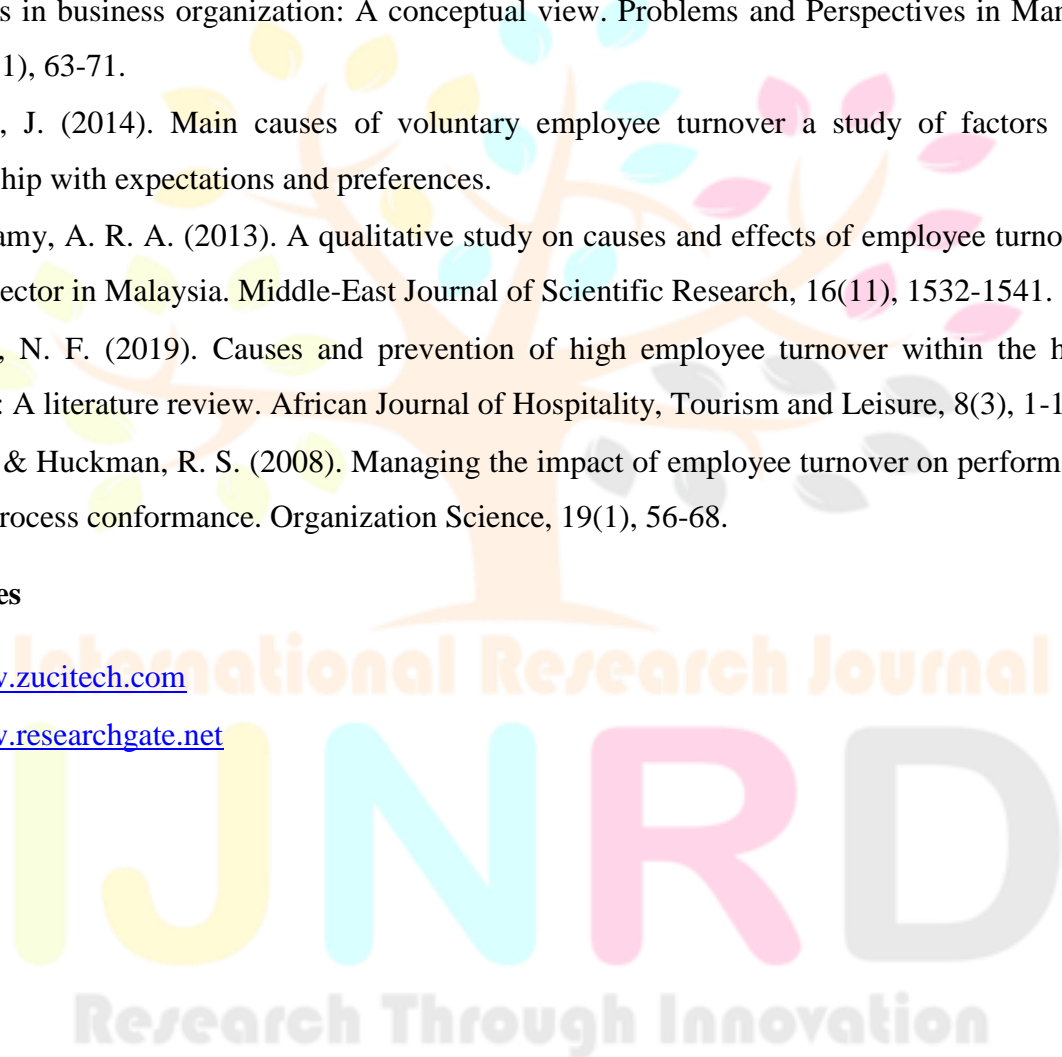 s in business organization: A conceptual view. Problems and Perspectives in Man
1), 63-71.
, J. (2014). Main causes of voluntary employee turnover a study of factors
ship with expectations and preferences.
amy, A. R. A. (2013). A qualitative study on causes and effects of employee turno
ector in Malaysia. Middle-East Journal of Scientific Research, 16(11), 1532-1541.
, N. F. (2019). Causes and prevention of high employee turnover within the h
: A literature review. African Journal of Hospitality, Tourism and Leisure, 8(3), 1-1
& Huckman, R. S. (2008). Managing the impact of employee turnover on perform
rocess conformance. Organization Science, 19(1), 56-68.
es
International Research Journal
w.zucitech.com
w.researchgate.net
IJNRD
Research Through Innovation